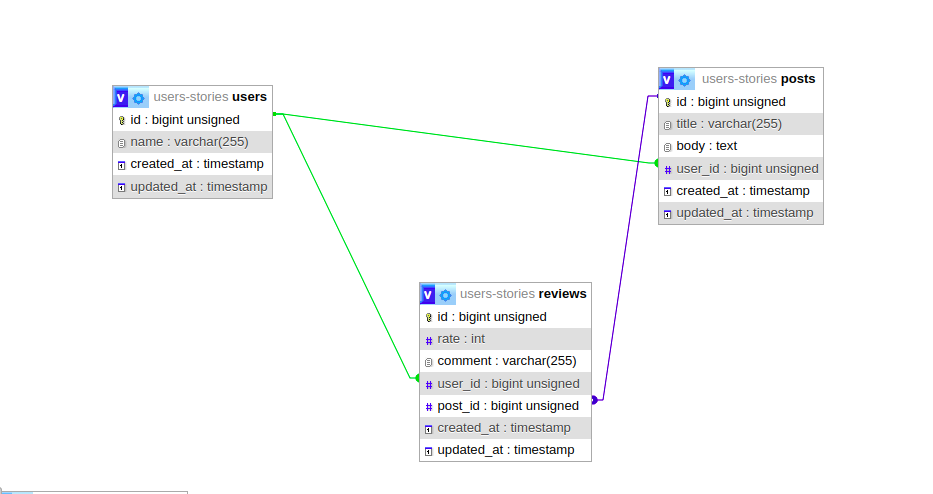 v users-stories users
id : bigint unsigned
name : varchar(255)
created_at : timestamp
updated_at : timestamp
v users-stories posts
id : bigint unsigned
title : varchar(255)
body : text
# user_id : bigint unsigned
created_at : timestamp
updated_at : timestamp
v users-stories reviews
id : bigint unsigned
# rate : int
comment : varchar(255)
# user_id : bigint unsigned
# post_id : bigint unsigned
created_at : timestamp
updated_at : timestamp